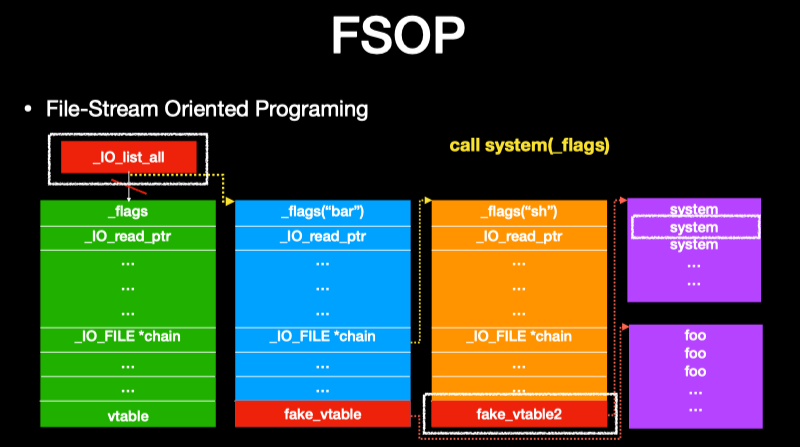 FSOP
• File-Stream Oriented Programing
_IO_list_all
call system(_flags)
_flags
_IO_read_ptr
...
...
...
_IO_FILE *chain
...
...
vtable
_flags(“bar”)
_IO_read_ptr
...
...
...
_IO_FILE *chain
...
...
fake_vtable
_flags(“sh”)
_IO_read_ptr
...
...
...
_IO_FILE *chain
...
...
fake_vtable2
system
system
system
...
...
foo
foo
foo
...
...